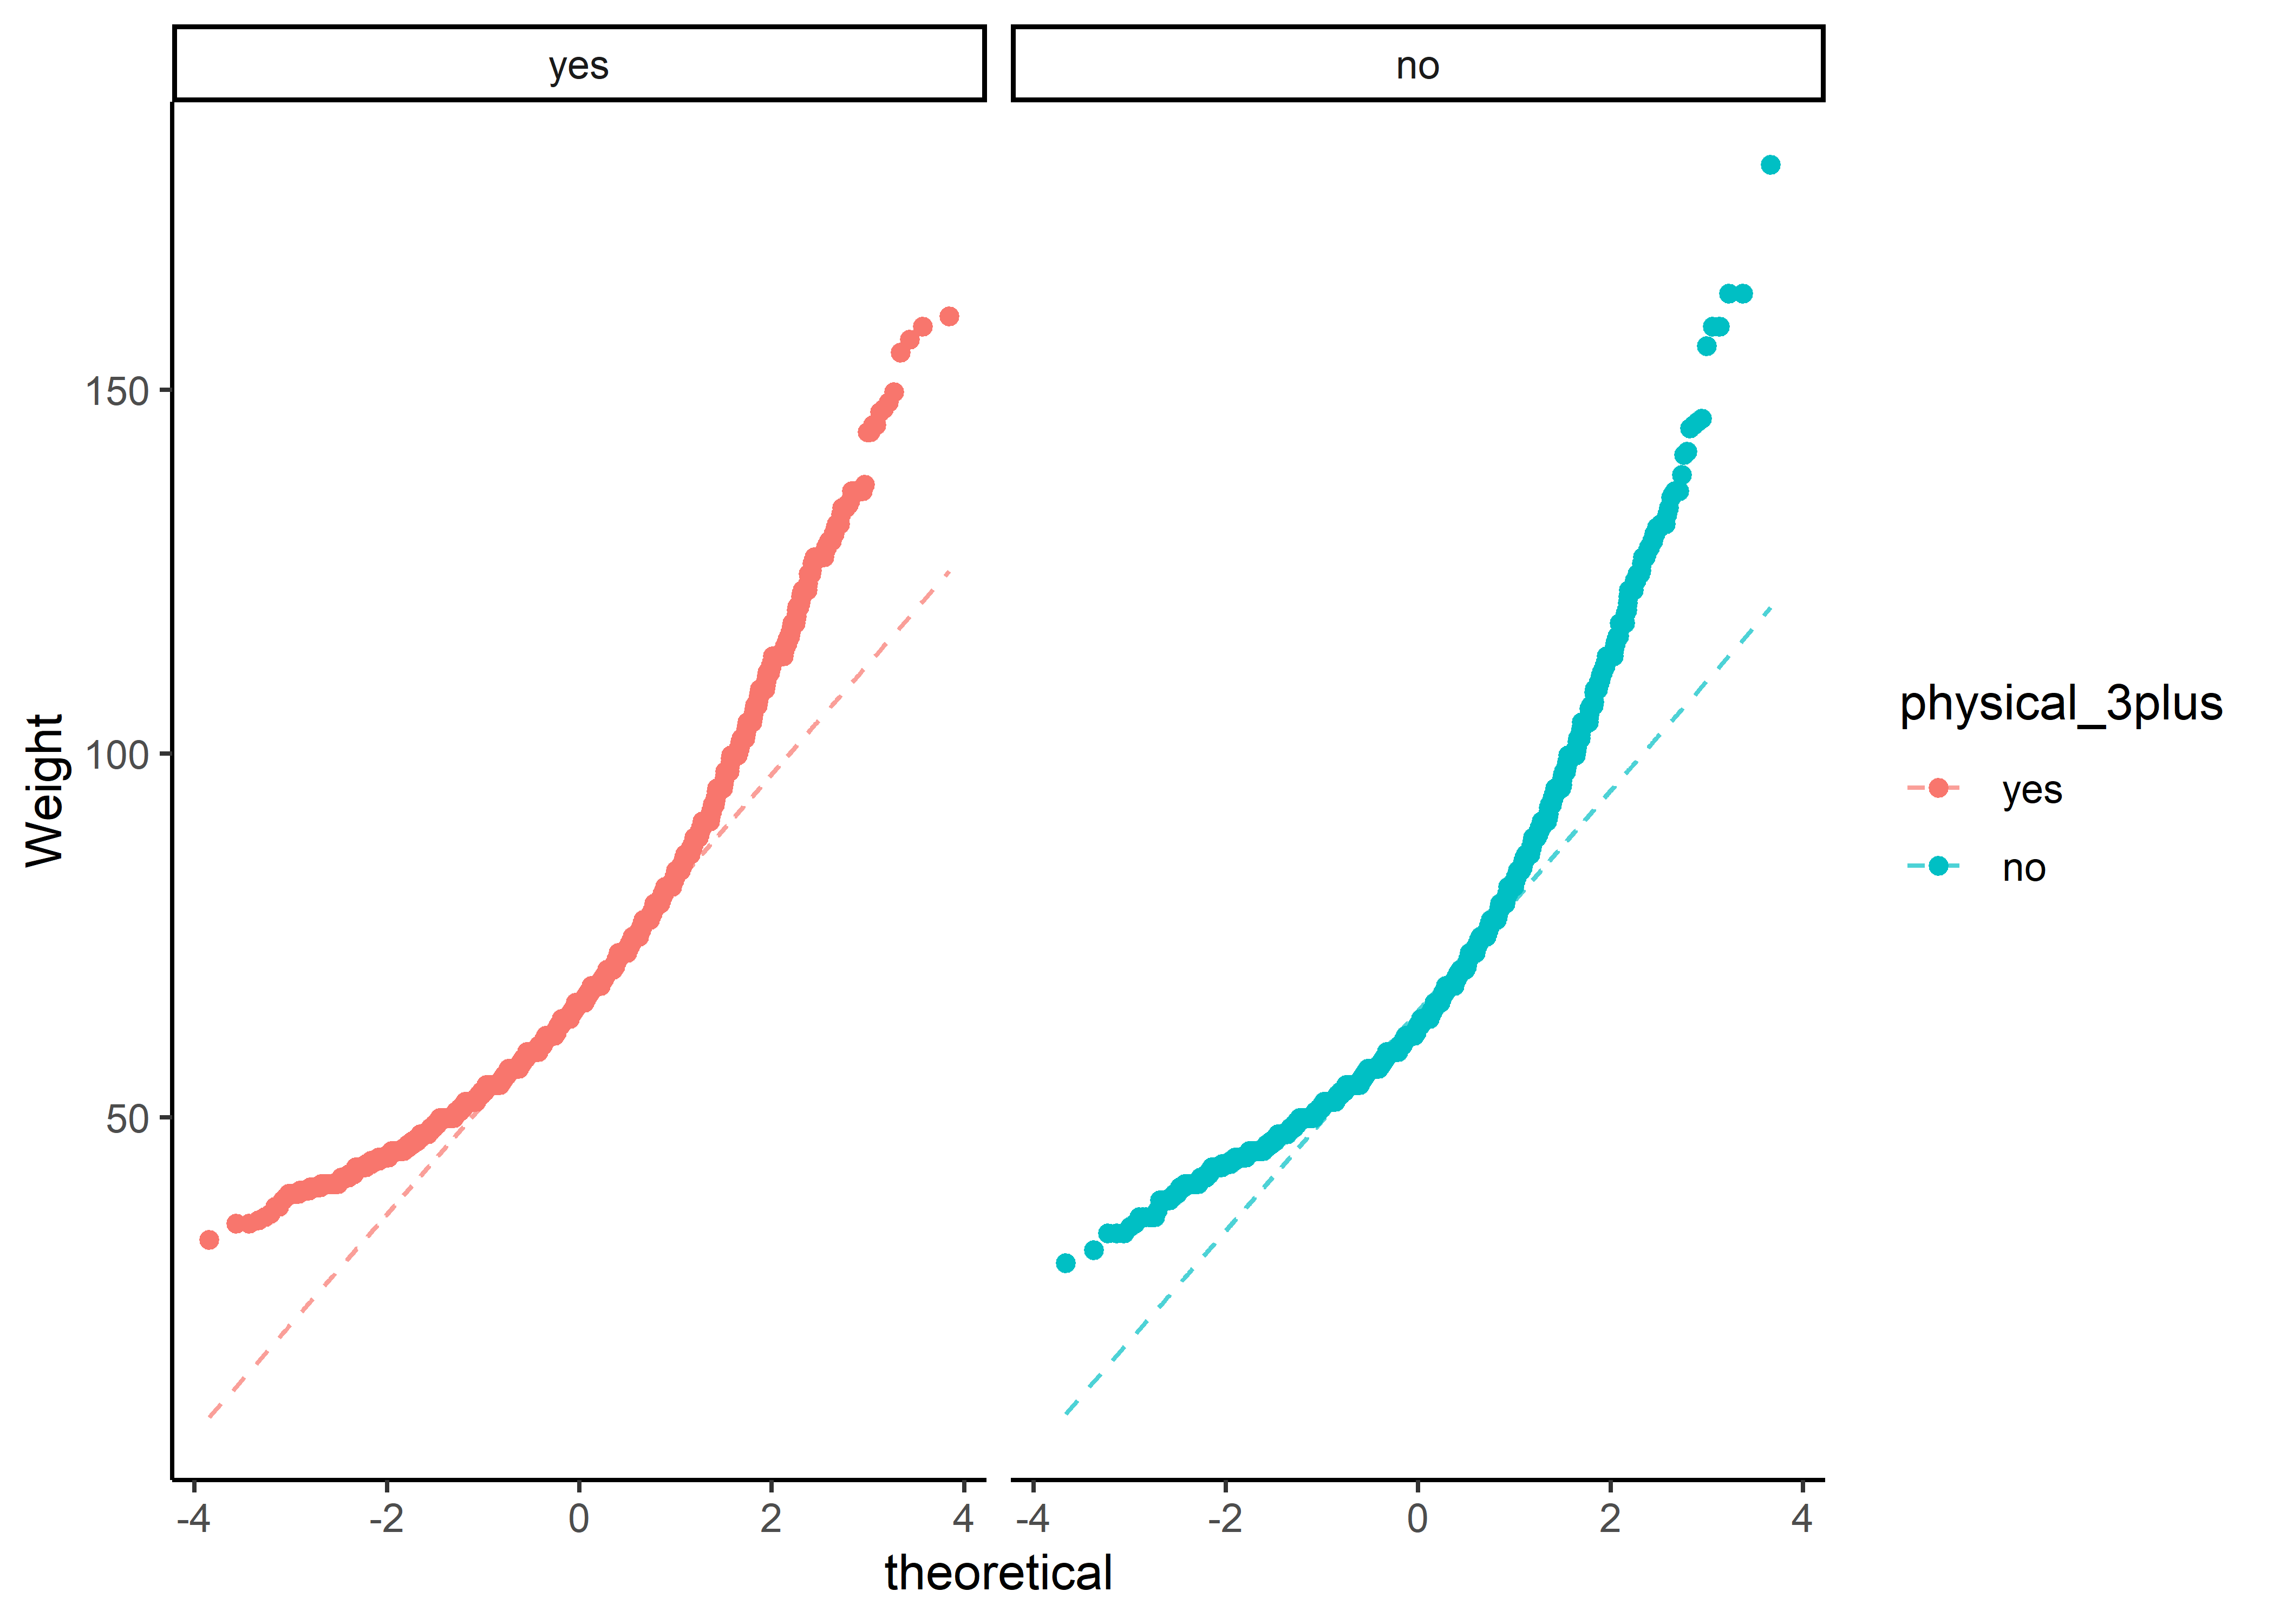 yes
no
Weight
150
100
50
-4
-2
0
2
4
-4
-2
0
2
4
theoretical
physical_3plus
yes
no